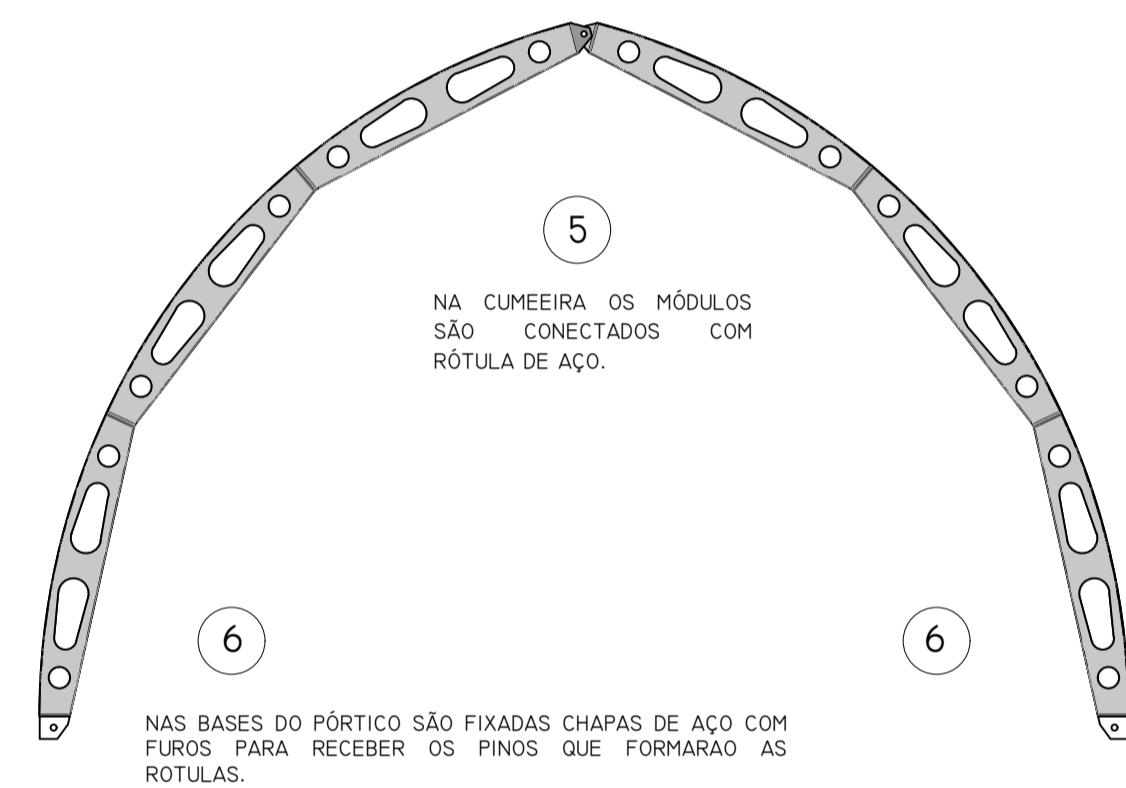 5
NA CUMEEIRA OS MÓDULOS
SÃO CONECTADOS COM
RÓTULA DE AÇO.
6
6
NAS BASES DO PÓRTICO SÃO FIXADAS CHAPAS DE AÇO COM
FUROS PARA RECEBER OS PINOS QUE FORMARAO AS
ROTULAS.